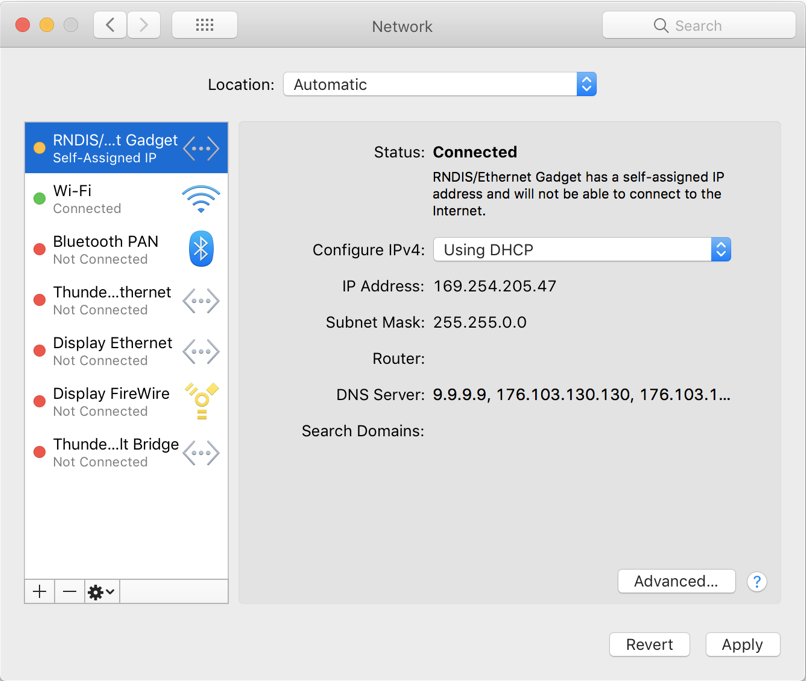 Network
Search
Location: Automatic
RNDIS/...t Gadget
Self-Assigned IP
Wi-Fi
Connected
Bluetooth PAN
Not Connected
Thunde...thernet
Not Connected
Display Ethernet
Not Connected
Display FireWire
Not Connected
Thunde...lt Bridge
Not Connected
Status: Connected
RNDIS/Ethernet Gadget has a self-assigned IP
address and will not be able to connect to the
Internet.
Configure IPv4: Using DHCP
IP Address: 169.254.205.47
Subnet Mask: 255.255.0.0
Router:
DNS Server: 9.9.9.9, 176.103.130.130, 176.103.1...
Search Domains:
Advanced... ?
Revert Apply